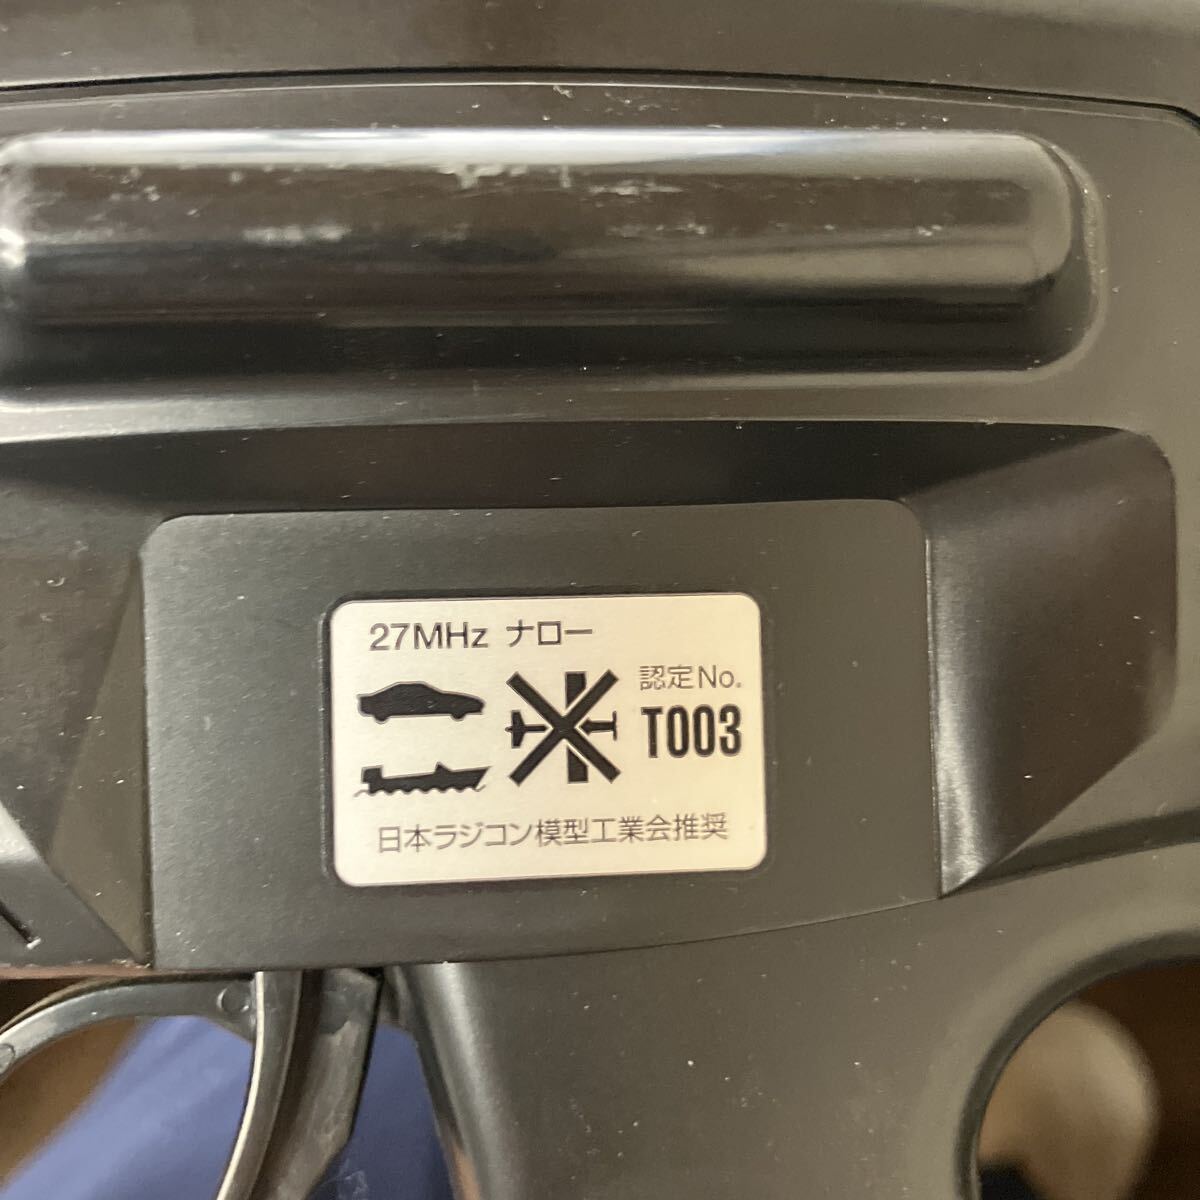 27MHz ナロー
認定No.
T003
日本ラジコン模型工業会推奨